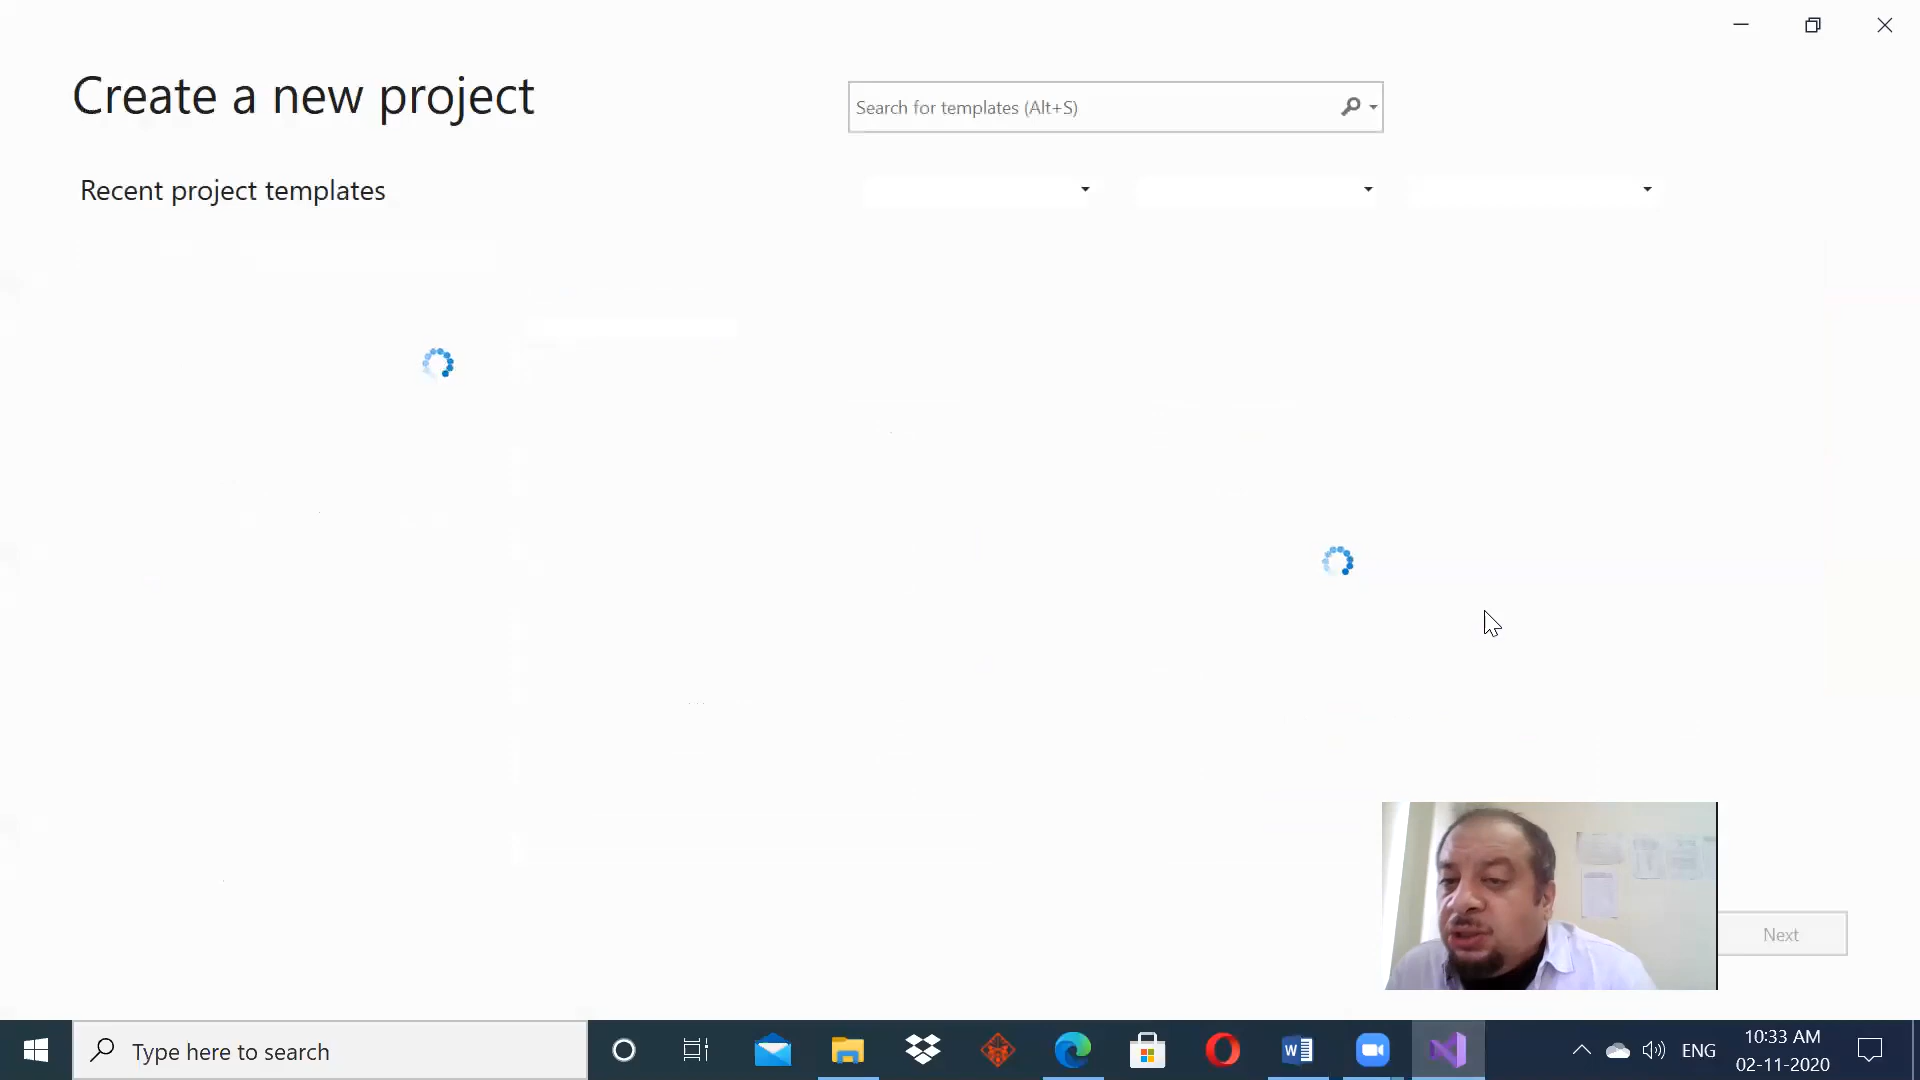 Create a new project
Search for templates (Alt+S)
Recent project templates
Next
Type here to search
ENG
10:33 AM
02-11-2020